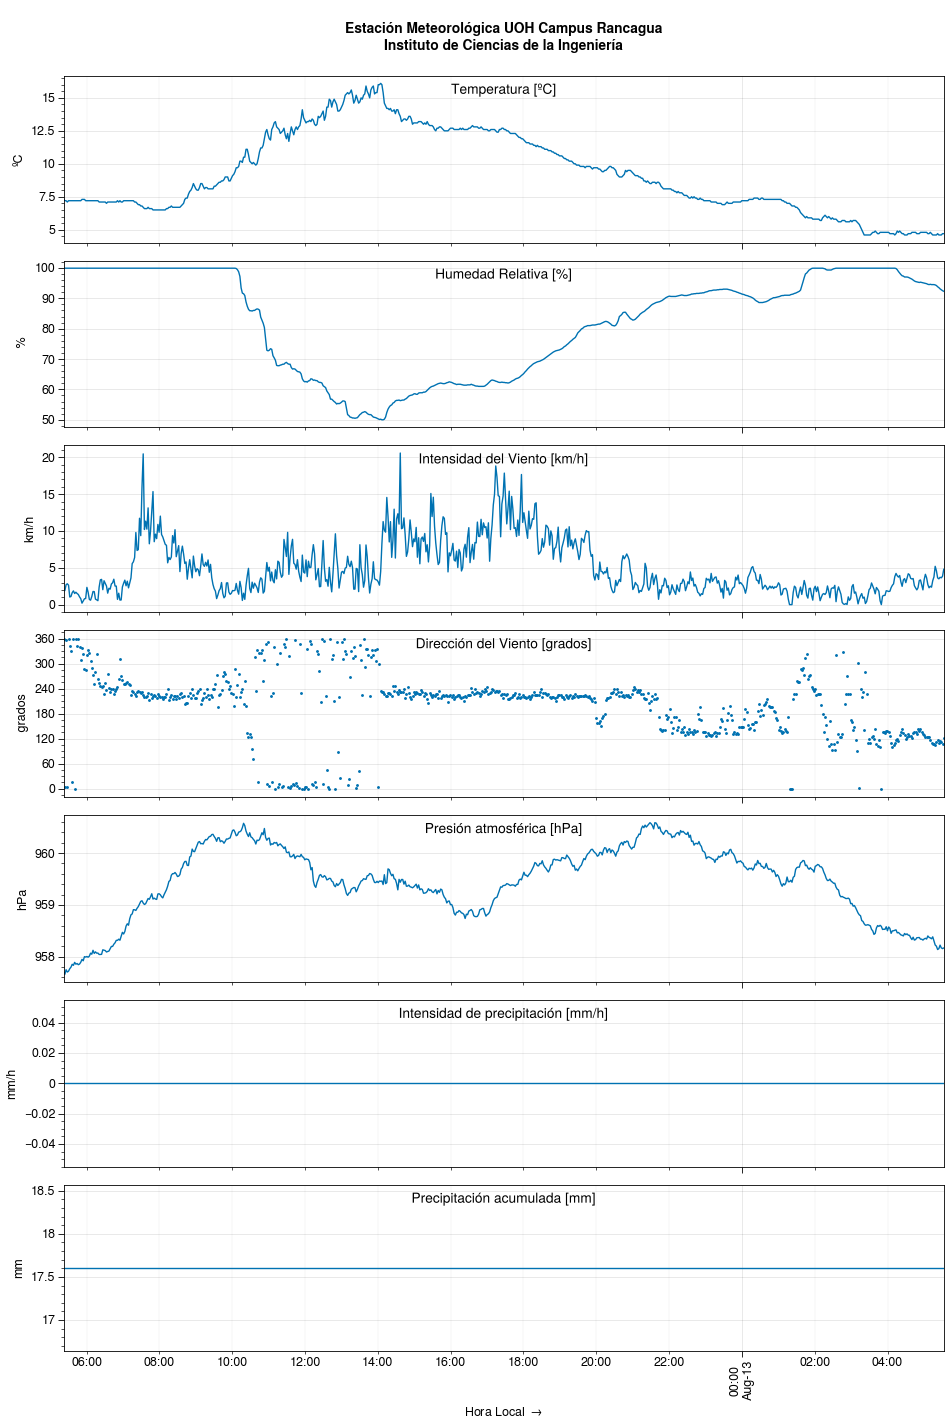 Estación Meteorológica UOH Campus Rancagua
Instituto de Ciencias de la Ingeniería
Temperatura [ºC]
15
12.5
10
7.5
5
ºC
Humedad Relativa [%]
100
90
80
70
60
50
%
Intensidad del Viento [km/h]
20
15
10
5
0
km/h
Dirección del Viento [grados]
360
300
240
180
120
60
0
grados
Presión atmosférica [hPa]
960
959
958
hPa
Intensidad de precipitación [mm/h]
0.04
0.02
0
−0.02
−0.04
mm/h
Precipitación acumulada [mm]
18.5
18
17.5
17
mm
06:00 08:00 10:00 12:00 14:00 16:00 18:00 20:00 22:00 00:00 02:00 04:00
Aug-13
Hora Local →